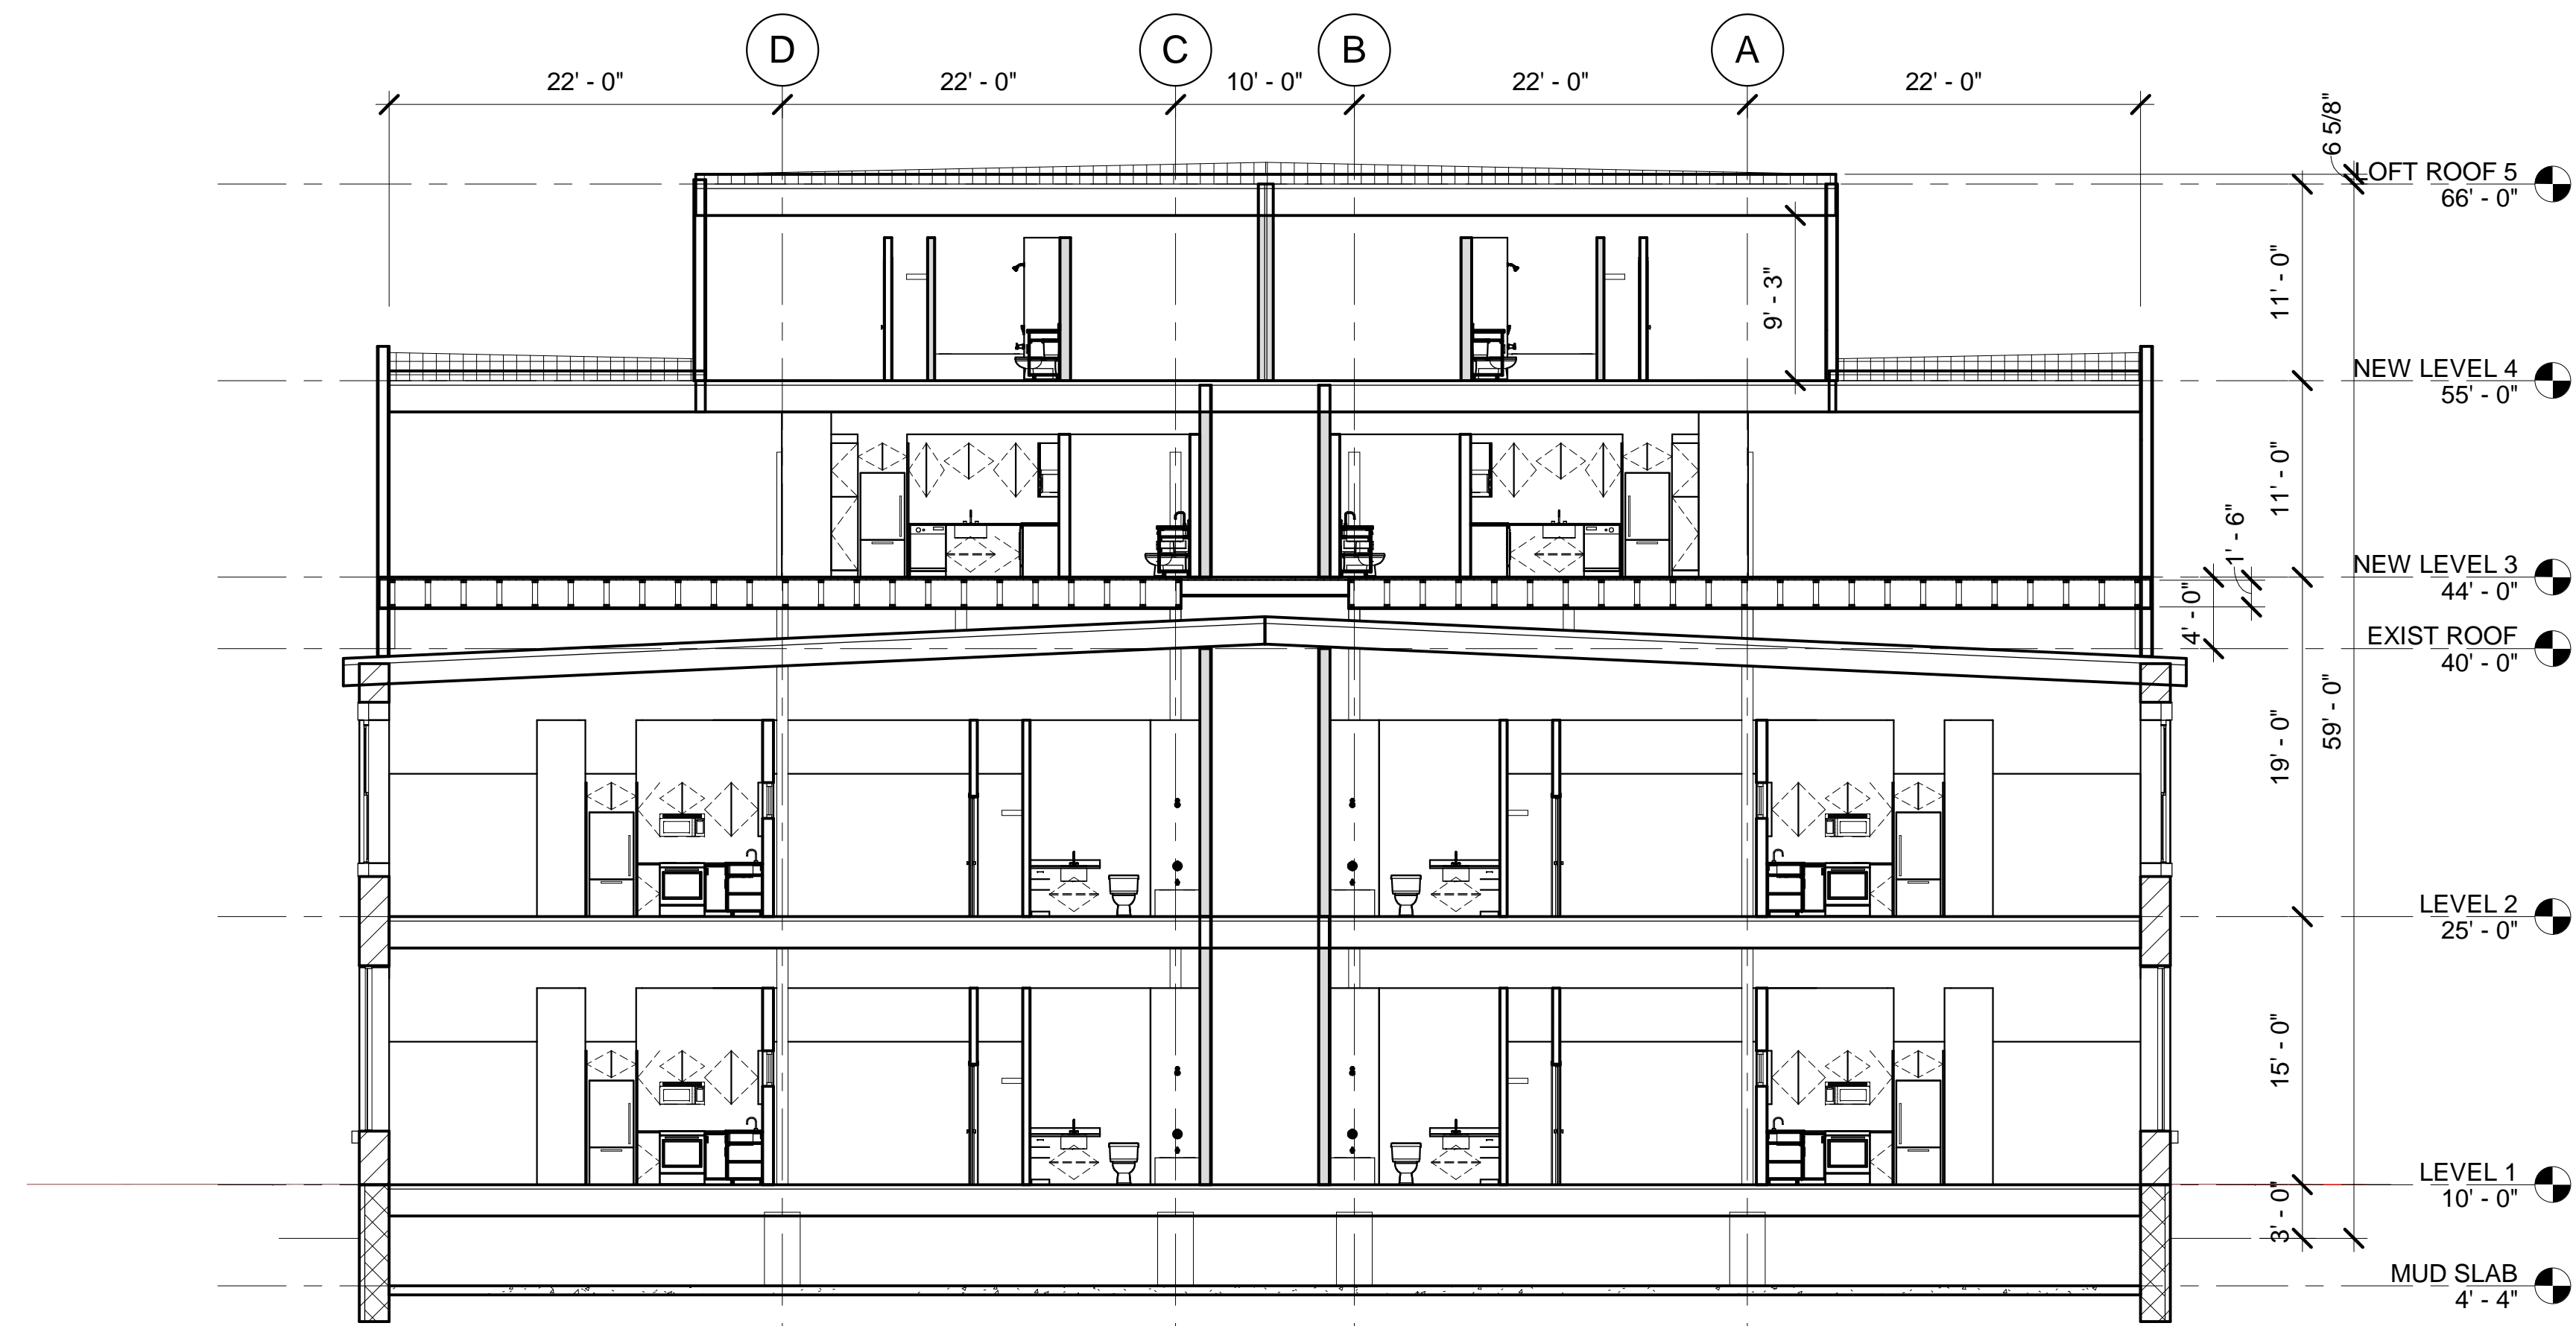 D
C
B
A
22' - 0"
22' - 0"
10' - 0"
22' - 0"
22' - 0"
6 5/8"
LOFT ROOF 5
66' - 0"
11' - 0"
9' - 3"
NEW LEVEL 4
55' - 0"
11' - 0"
1' - 6"
NEW LEVEL 3
44' - 0"
4' - 0"
EXIST ROOF
40' - 0"
19' - 0"
59' - 0"
LEVEL 2
25' - 0"
15' - 0"
LEVEL 1
10' - 0"
3' - 0"
MUD SLAB
4' - 4"